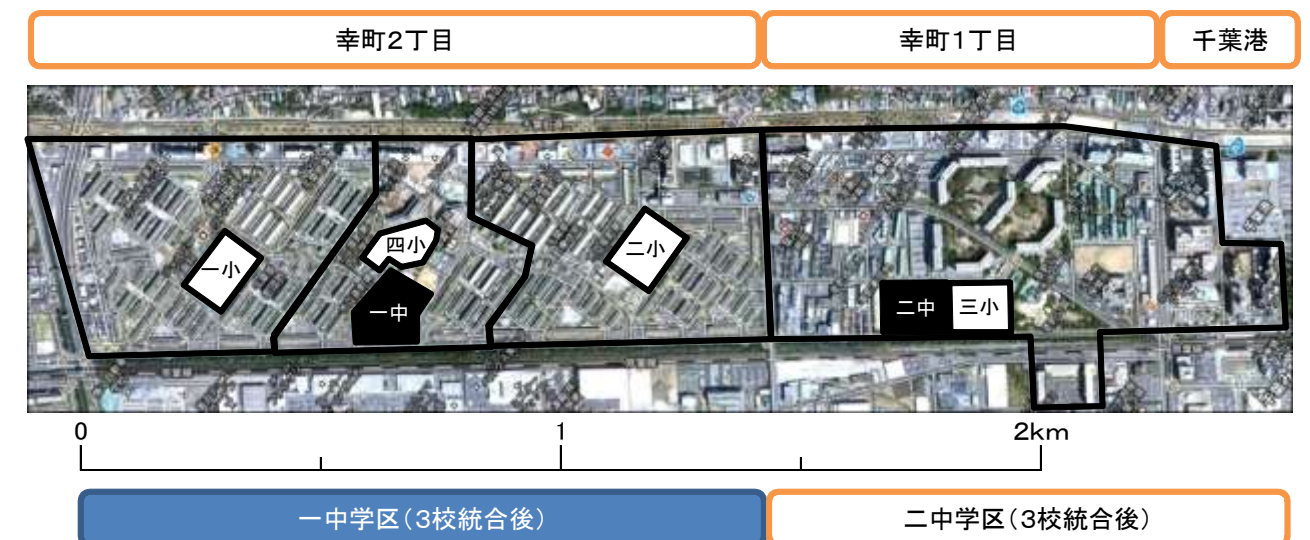 幸町2丁目
幸町1丁目
千葉港
一小
四小
二小
一中
二中
三小
0
1
2km
一中学区(3校統合後)
二中学区(3校統合後)